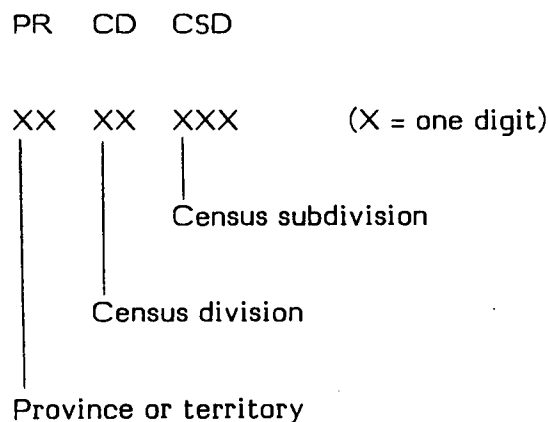 PR CD CSD
XX XX XXX (X = one digit)
Census subdivision
Census division
Province or territory